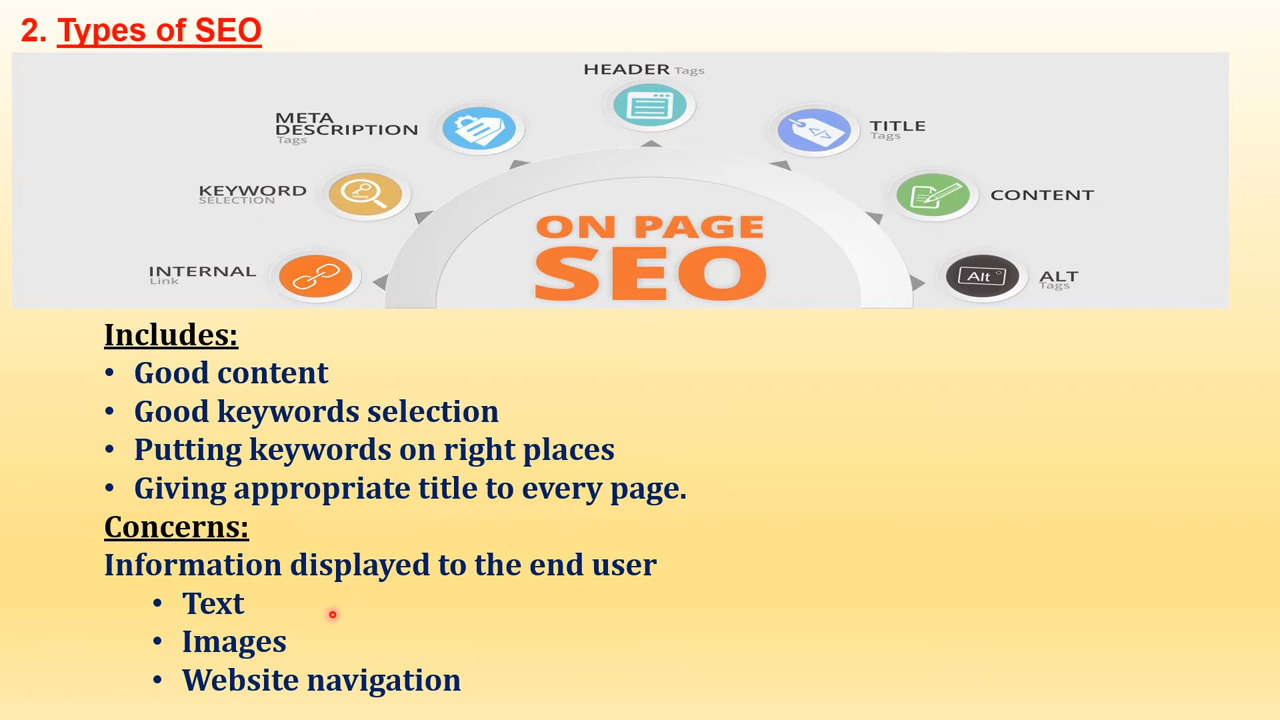 2. Types of SEO
HEADER Tags
META
DESCRIPTION
Tags
TITLE
Tags
KEYWORD
SELECTION
CONTENT
ON PAGE
SEO
INTERNAL
Link
Alt
ALT
Tags
Includes:
• Good content
• Good keywords selection
• Putting keywords on right places
• Giving appropriate title to every page.
Concerns:
Information displayed to the end user
• Text
• Images
• Website navigation